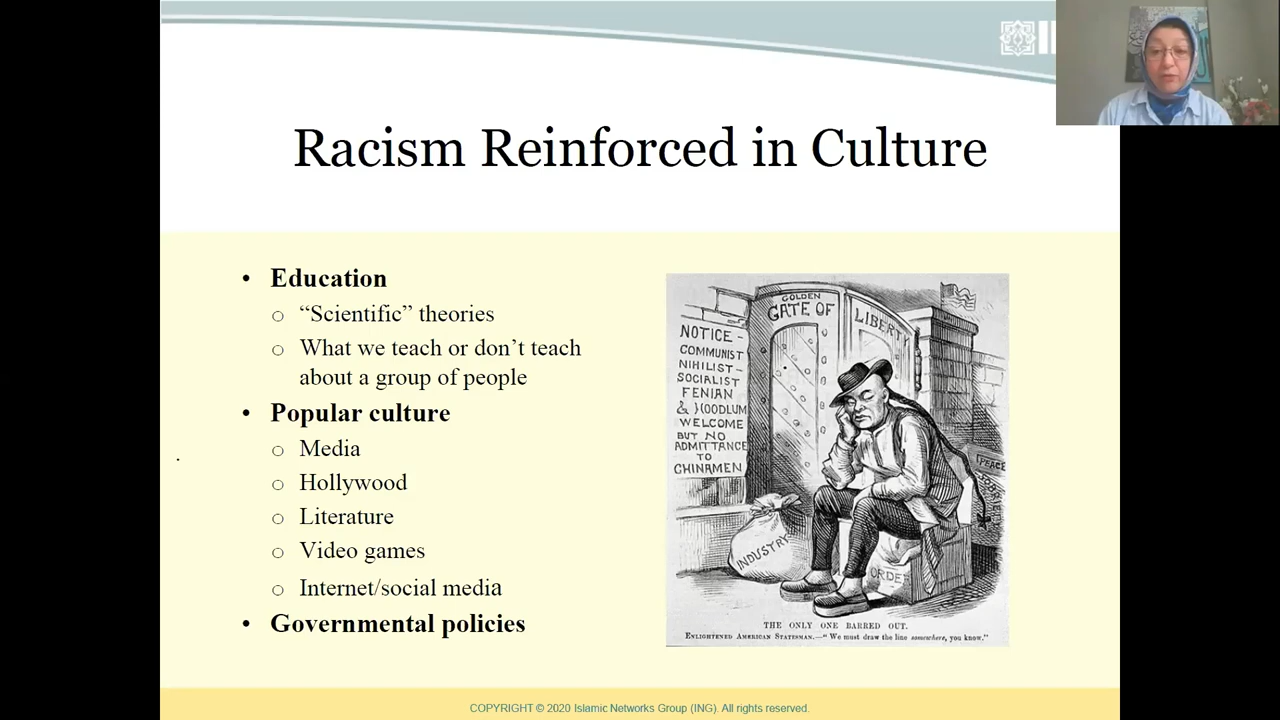 Racism Reinforced in Culture
• Education
o “Scientific” theories
o What we teach or don’t teach
about a group of people
• Popular culture
o Media
o Hollywood
o Literature
o Video games
o Internet/social media
• Governmental policies
GOLDEN
GATE OF
LIBERTY
NOTICE -
COMMUNIST
NIHILIST -
SOCIALIST
FENIAN
& HOODLUM
WELCOME
BUT NO
ADMITTANCE
TO
CHINAMEN
PEACE
INDUSTRY
ORDER
THE ONLY ONE BARRED OUT.
ENLIGHTENED AMERICAN STATESMAN.—“We must draw the line somewhere, you know.”
COPYRIGHT © 2020 Islamic Networks Group (ING). All rights reserved.